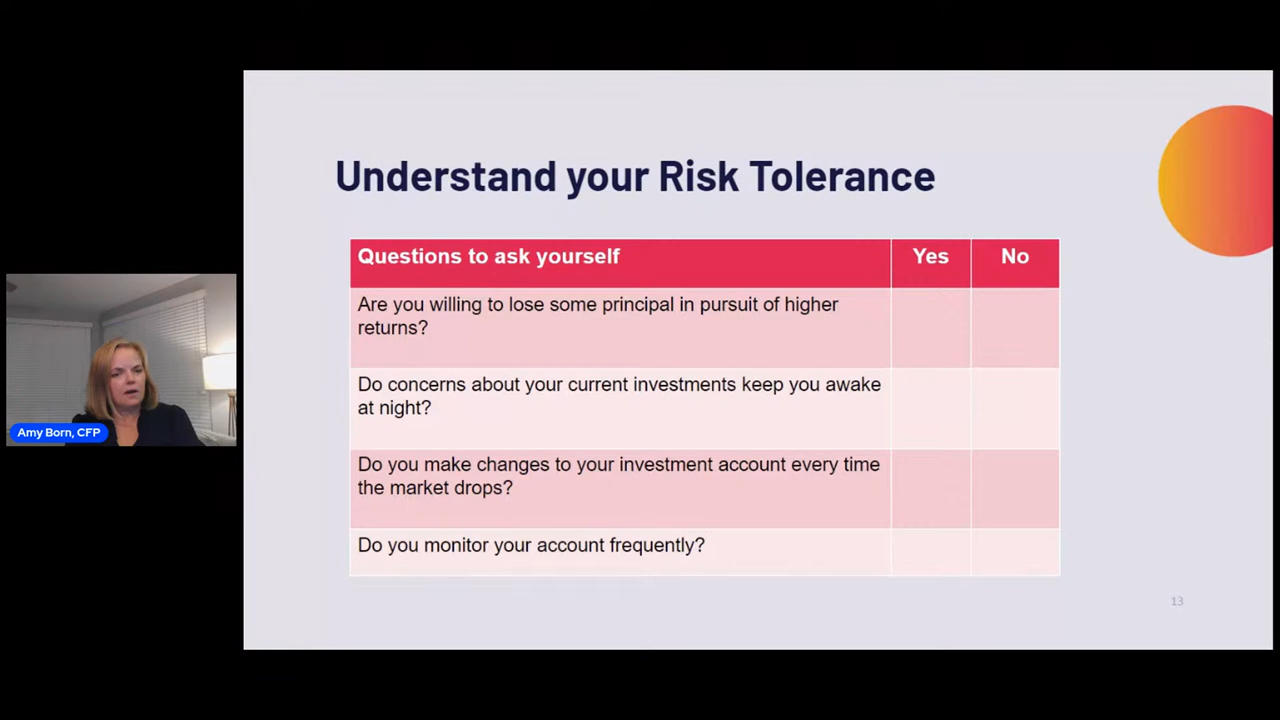 Understand your Risk Tolerance
Questions to ask yourself
Yes
No
Are you willing to lose some principal in pursuit of higher
returns?
Do concerns about your current investments keep you awake
at night?
Do you make changes to your investment account every time
the market drops?
Do you monitor your account frequently?
Amy Born, CFP
13